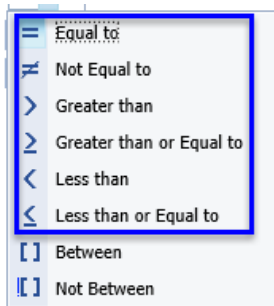 = Equal to
≠ Not Equal to
> Greater than
≥ Greater than or Equal to
< Less than
≤ Less than or Equal to
[ ] Between
![ ] Not Between